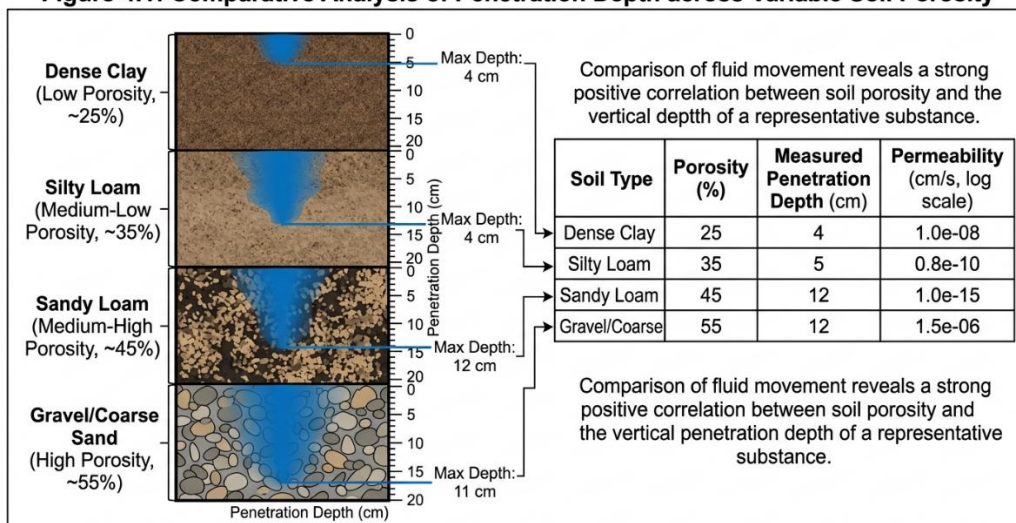 Figure 4.1: Comparative Analysis of Penetration Depth across Variable Soil Porosity
Dense Clay
(Low Porosity,
~25%)
0
5
10
15
20
Max Depth:
4 cm
Silty Loam
(Medium-Low
Porosity, ~35%)
0
5
10
15
20
Max Depth:
4 cm
Sandy Loam
(Medium-High
Porosity, ~45%)
0
5
10
15
20
Max Depth:
12 cm
Gravel/Coarse
Sand
(High Porosity,
~55%)
0
5
10
15
20
Max Depth:
11 cm
Penetration Depth (cm)
Penetration Depth (cm)
Comparison of fluid movement reveals a strong
positive correlation between soil porosity and the
vertical deptth of a representative substance.
Soil Type Porosity (%) Measured Penetration Depth (cm) Permeability (cm/s, log scale)
Dense Clay 25 4 1.0e-08
Silty Loam 35 5 0.8e-10
Sandy Loam 45 12 1.0e-15
Gravel/Coarse 55 12 1.5e-06
Comparison of fluid movement reveals a strong
positive correlation between soil porosity and
the vertical penetration depth of a representative
substance.